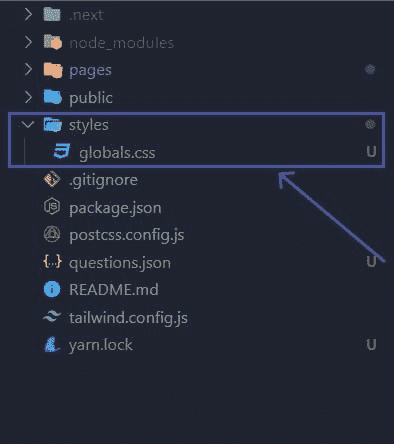 .next
node_modules
pages
public
styles
globals.css U
.gitignore
package.json
postcss.config.js
questions.json U
README.md
tailwind.config.js
yarn.lock U